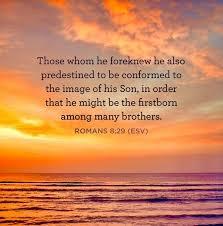 Those whom he foreknew he also
predestined to be conformed to
the image of his Son, in order
that he might be the firstborn
among many brothers.
ROMANS 8:29 (ESV)